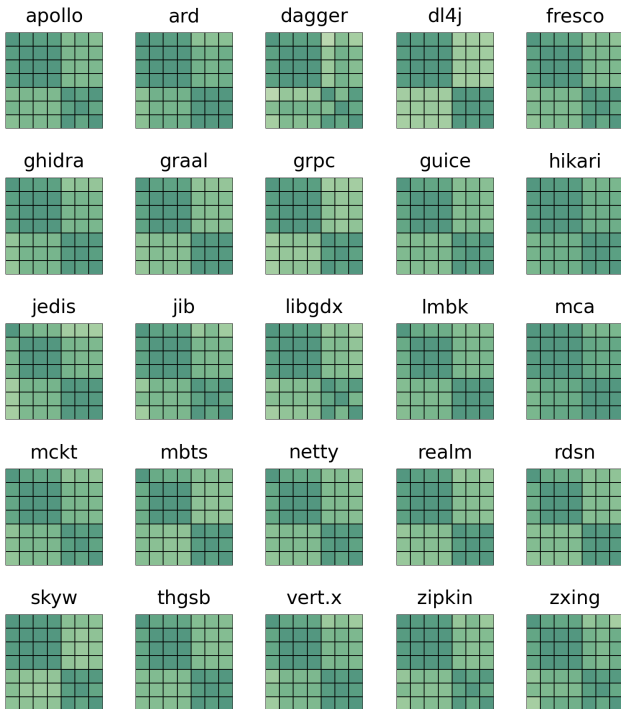 apollo ard dagger dl4j fresco
ghidra graal grpc guice hikari
jedis jib libgdx lmbk mca
mckt mbts netty realm rdsn
skyw thgsb vert.x zipkin zxing